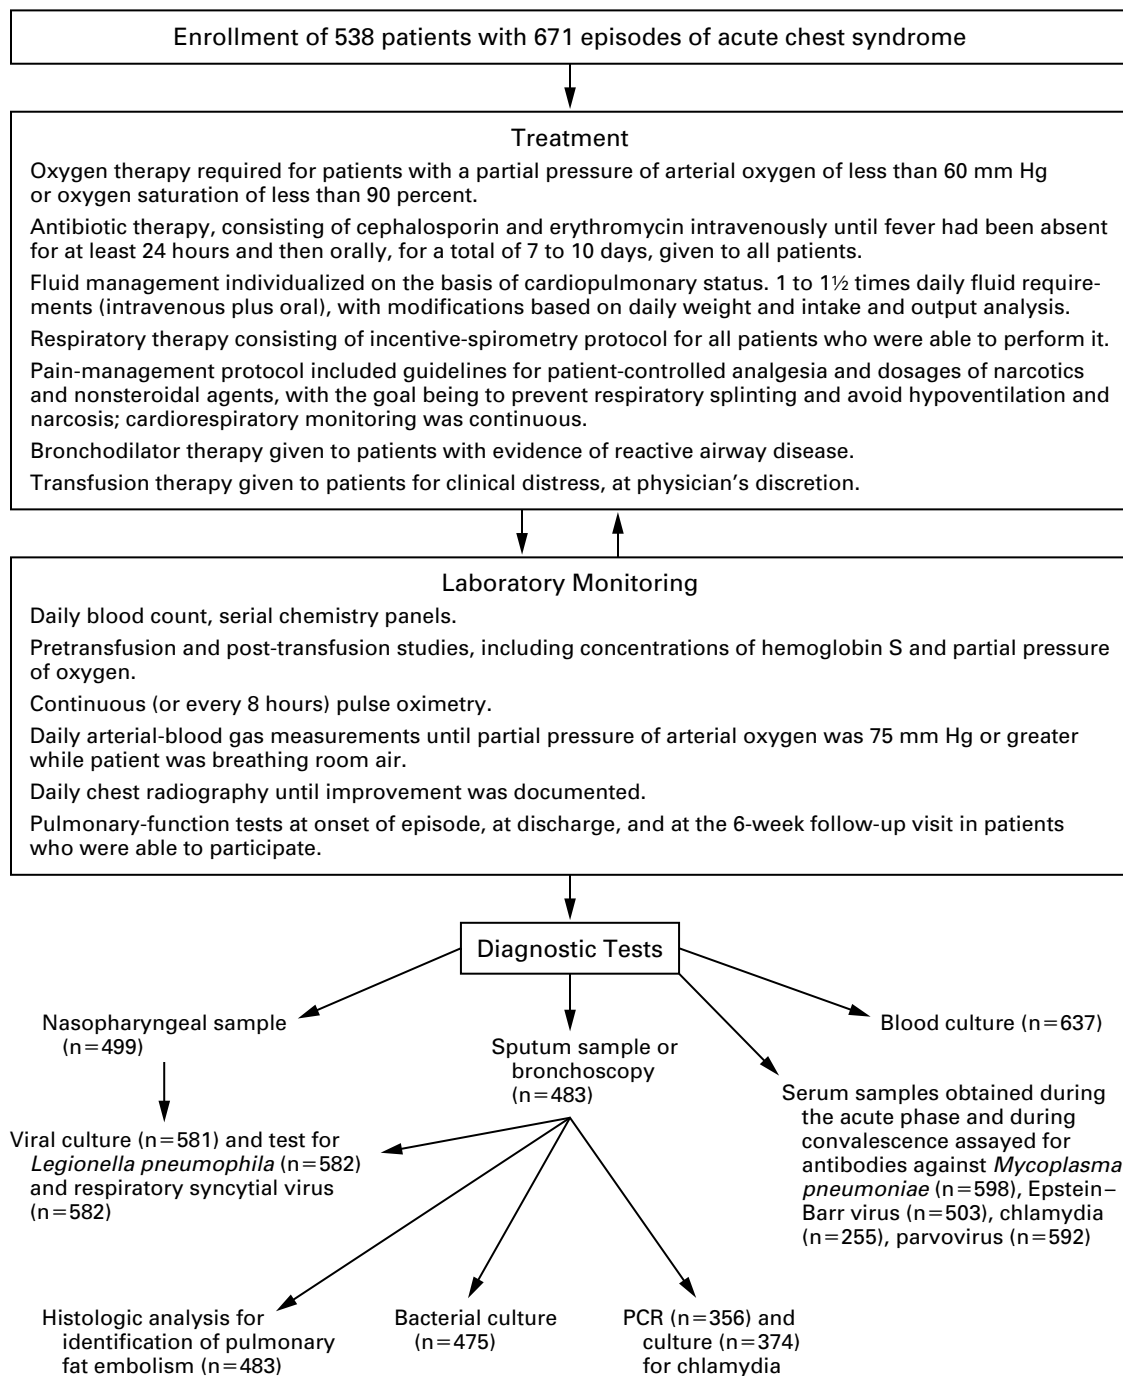 Enrollment of 538 patients with 671 episodes of acute chest syndrome
Treatment
Oxygen therapy required for patients with a partial pressure of arterial oxygen of less than 60 mm Hg
or oxygen saturation of less than 90 percent.
Antibiotic therapy, consisting of cephalosporin and erythromycin intravenously until fever had been absent
for at least 24 hours and then orally, for a total of 7 to 10 days, given to all patients.
Fluid management individualized on the basis of cardiopulmonary status. 1 to 1½ times daily fluid require-
ments (intravenous plus oral), with modifications based on daily weight and intake and output analysis.
Respiratory therapy consisting of incentive-spirometry protocol for all patients who were able to perform it.
Pain-management protocol included guidelines for patient-controlled analgesia and dosages of narcotics
and nonsteroidal agents, with the goal being to prevent respiratory splinting and avoid hypoventilation and
narcosis; cardiorespiratory monitoring was continuous.
Bronchodilator therapy given to patients with evidence of reactive airway disease.
Transfusion therapy given to patients for clinical distress, at physician's discretion.
Laboratory Monitoring
Daily blood count, serial chemistry panels.
Pretransfusion and post-transfusion studies, including concentrations of hemoglobin S and partial pressure
of oxygen.
Continuous (or every 8 hours) pulse oximetry.
Daily arterial-blood gas measurements until partial pressure of arterial oxygen was 75 mm Hg or greater
while patient was breathing room air.
Daily chest radiography until improvement was documented.
Pulmonary-function tests at onset of episode, at discharge, and at the 6-week follow-up visit in patients
who were able to participate.
Diagnostic Tests
Nasopharyngeal sample
(n=499)
Sputum sample or
bronchoscopy
(n=483)
Blood culture (n=637)
Serum samples obtained during
the acute phase and during
convalescence assayed for
antibodies against Mycoplasma
pneumoniae (n=598), Epstein–
Barr virus (n=503), chlamydia
(n=255), parvovirus (n=592)
Viral culture (n=581) and test for
Legionella pneumophila (n=582)
and respiratory syncytial virus
(n=582)
Histologic analysis for
identification of pulmonary
fat embolism (n=483)
Bacterial culture
(n=475)
PCR (n=356) and
culture (n=374)
for chlamydia